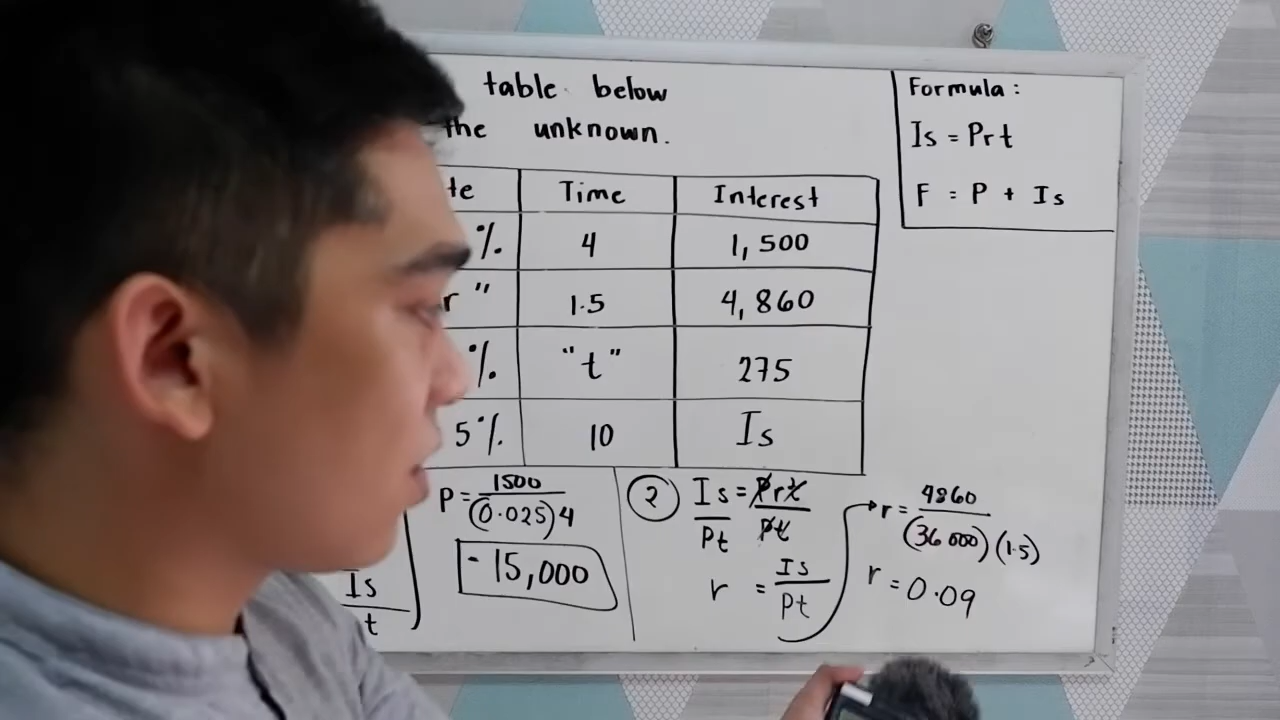 table below
the unknown.
te Time Interest
% 4 1,500
r" 1.5 4,860
% "t" 275
5% 10 Is
Formula:
Is = Prt
F = P + Is
Is
t
P = 1500
(0.025)4
- 15,000
2 Is = Prt
Pt Pt
r = Is
Pt
r = 4860
(36 000)(1.5)
r = 0.09